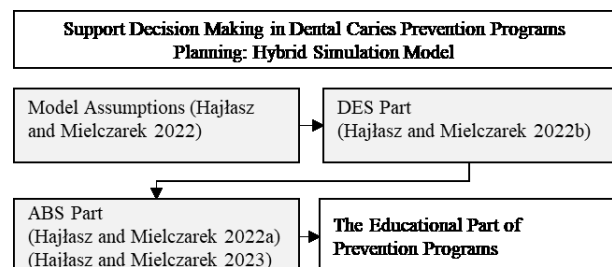 Support Decision Making in Dental Caries Prevention Programs
Planning: Hybrid Simulation Model
Model Assumptions (Hajłasz
and Mielczarek 2022)
DES Part
(Hajłasz and Mielczarek 2022b)
ABS Part
(Hajłasz and Mielczarek 2022a)
(Hajłasz and Mielczarek 2023)
The Educational Part of
Prevention Programs